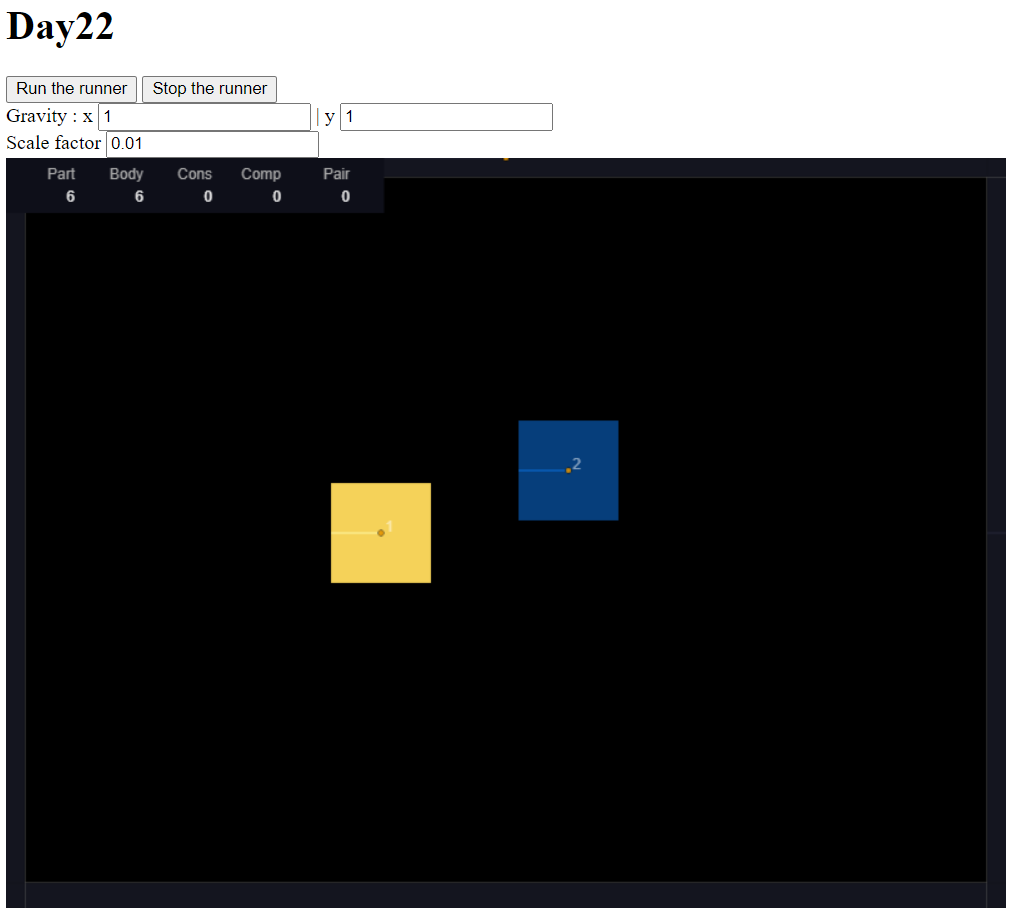 Day22
Run the runner Stop the runner
Gravity : x 1 | y 1
Scale factor 0.01
Part Body Cons Comp Pair
6 6 0 0 0
2
1